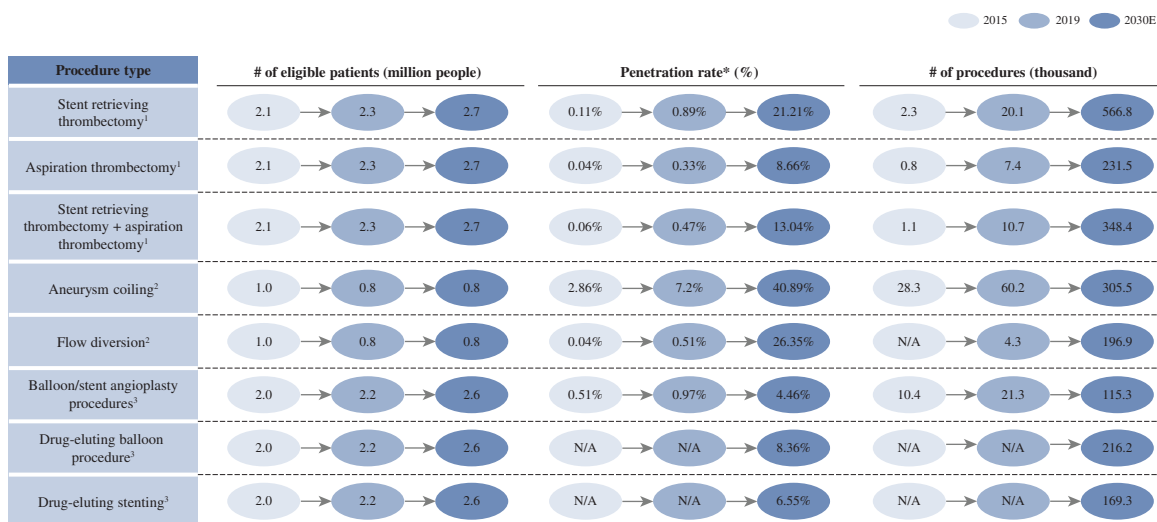 2015 2019 2030E
Procedure type # of eligible patients (million people) Penetration rate* (%) # of procedures (thousand)
Stent retrieving
thrombectomy¹
2.1 2.3 2.7 0.11% 0.89% 21.21% 2.3 20.1 566.8
Aspiration thrombectomy¹ 2.1 2.3 2.7 0.04% 0.33% 8.66% 0.8 7.4 231.5
Stent retrieving
thrombectomy + aspiration
thrombectomy¹
2.1 2.3 2.7 0.06% 0.47% 13.04% 1.1 10.7 348.4
Aneurysm coiling² 1.0 0.8 0.8 2.86% 7.2% 40.89% 28.3 60.2 305.5
Flow diversion² 1.0 0.8 0.8 0.04% 0.51% 26.35% N/A 4.3 196.9
Balloon/stent angioplasty
procedures³
2.0 2.2 2.6 0.51% 0.97% 4.46% 10.4 21.3 115.3
Drug-eluting balloon
procedure³
2.0 2.2 2.6 N/A N/A 8.36% N/A N/A 216.2
Drug-eluting stenting³ 2.0 2.2 2.6 N/A N/A 6.55% N/A N/A 169.3